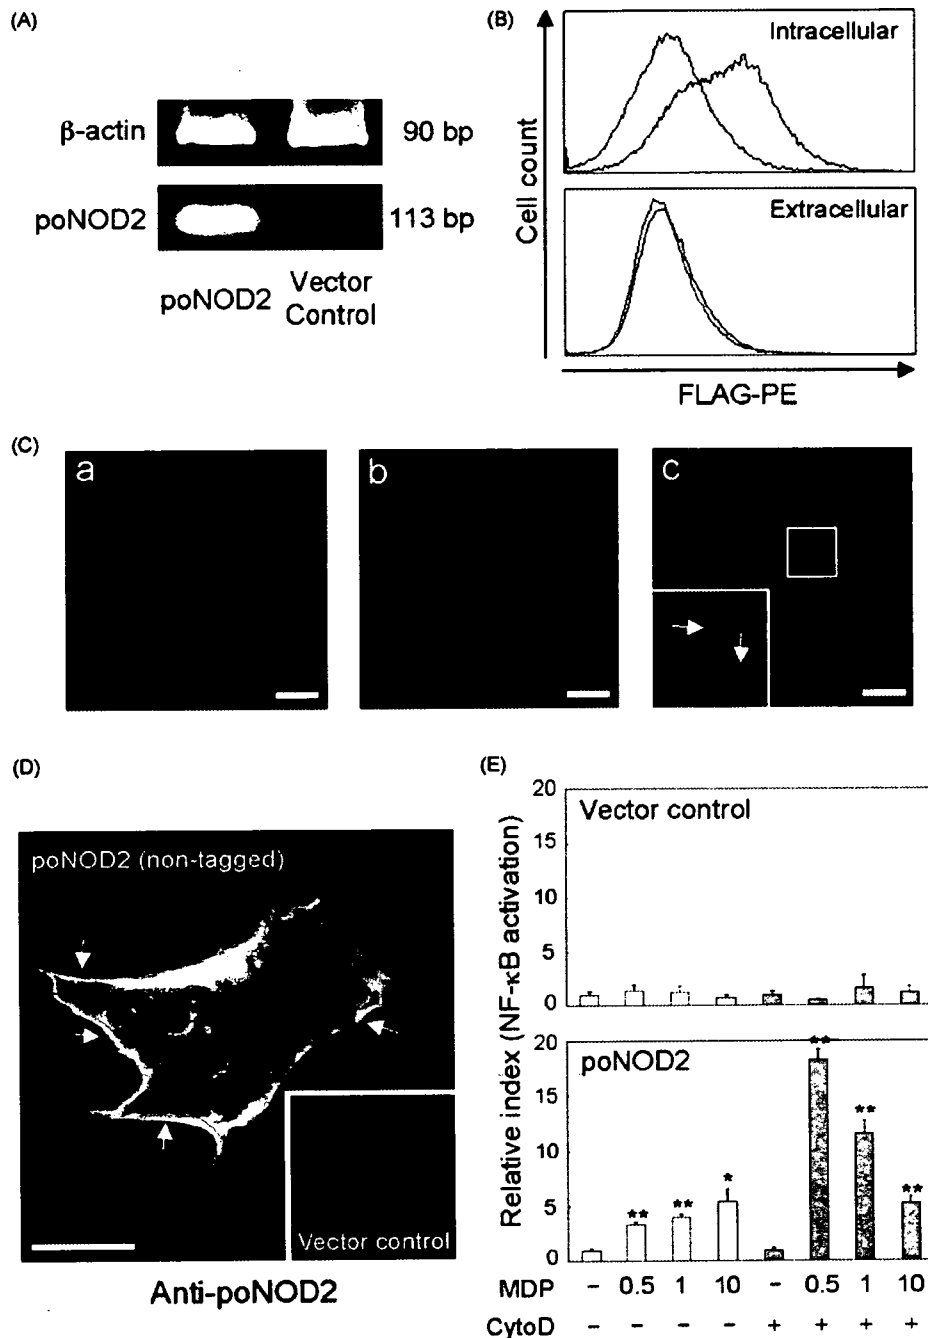 (A)
β-actin
90 bp
poNOD2
113 bp
poNOD2
Vector
Control
(B)
Cell count
Intracellular
Extracellular
FLAG-PE
(C)
a
b
c
(D)
poNOD2 (non-tagged)
Vector control
Anti-poNOD2
(E)
Relative index (NF-κB activation)
20
Vector control
15
10
5
0
20
poNOD2
15
10
5
0
** ** * ** ** **
MDP - 0.5 1 10 - 0.5 1 10
CytoD - - - - + + + +